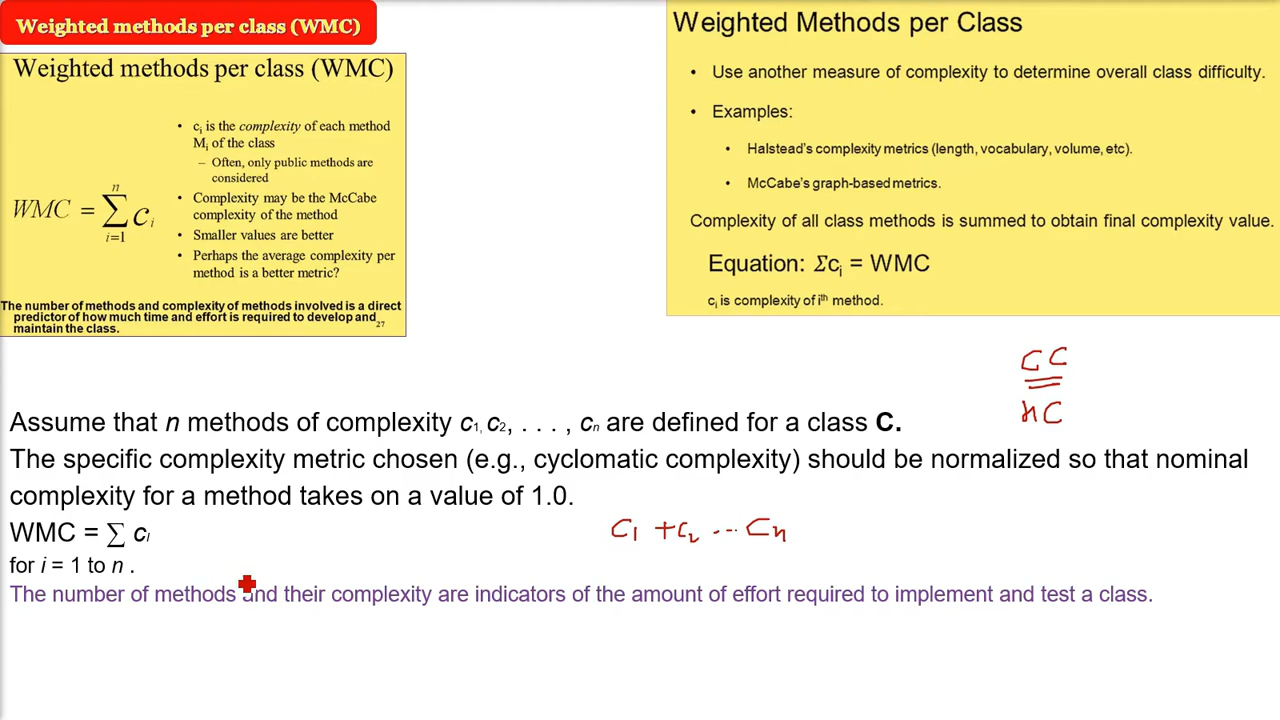 Weighted methods per class (WMC)
Weighted methods per class (WMC)
WMC = n ∑ i=1 c i
• ci is the complexity of each method
Mi of the class
– Often, only public methods are
considered
• Complexity may be the McCabe
complexity of the method
• Smaller values are better
• Perhaps the average complexity per
method is a better metric?
The number of methods and complexity of methods involved is a direct
predictor of how much time and effort is required to develop and
maintain the class.
27
Weighted Methods per Class
• Use another measure of complexity to determine overall class difficulty.
• Examples:
• Halstead's complexity metrics (length, vocabulary, volume, etc).
• McCabe's graph-based metrics.
Complexity of all class methods is summed to obtain final complexity value.
Equation: Σci = WMC
ci is complexity of ith method.
CC
HC
Assume that n methods of complexity c1, c2, . . . , cn are defined for a class C.
The specific complexity metric chosen (e.g., cyclomatic complexity) should be normalized so that nominal
complexity for a method takes on a value of 1.0.
WMC = ∑ ci
C1 + C2 ... Cn
for i = 1 to n .
The number of methods and their complexity are indicators of the amount of effort required to implement and test a class.